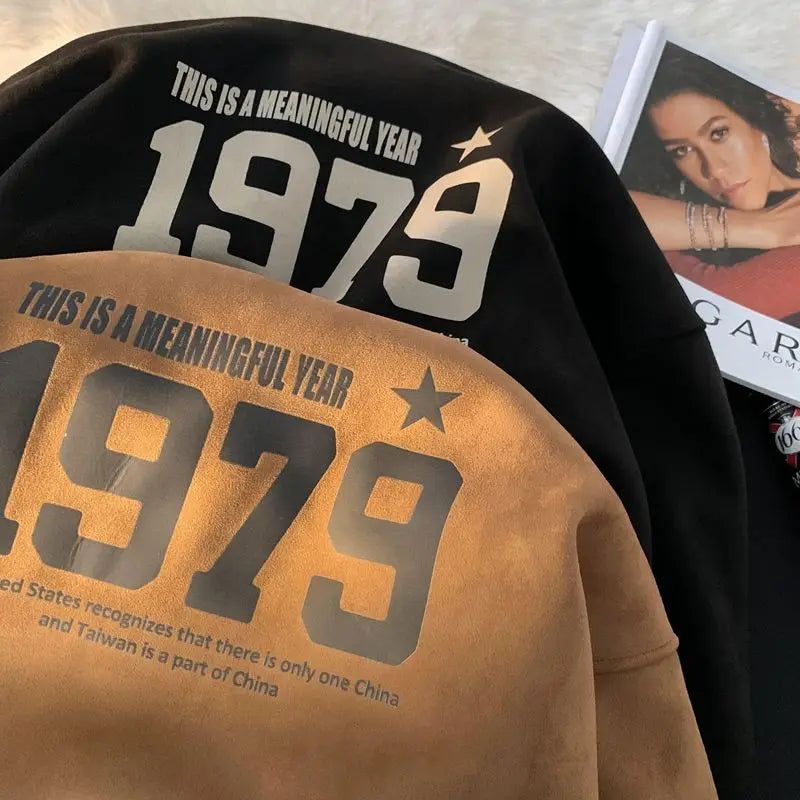 THIS IS A MEANINGFUL YEAR
1979
THIS IS A MEANINGFUL YEAR
1979
ed States recognizes that there is only one China
and Taiwan is a part of China
GAR
ROMA
166